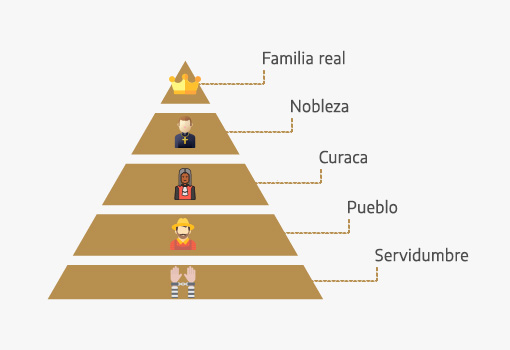 Familia real
Nobleza
Curaca
Pueblo
Servidumbre